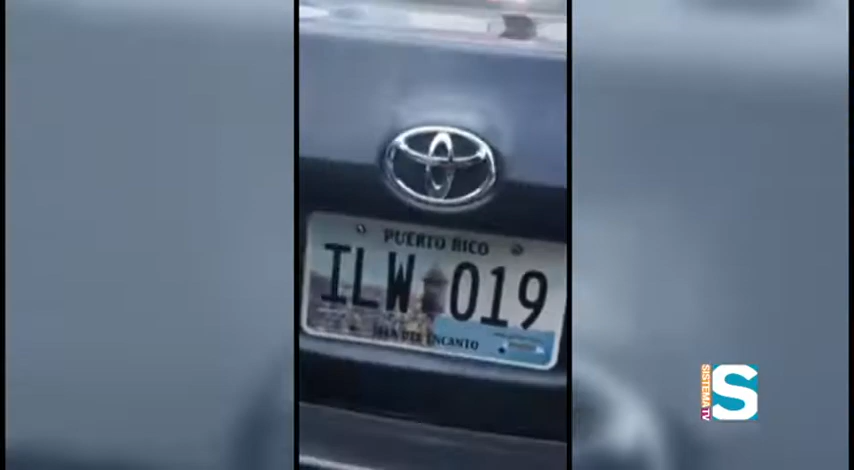 PUERTO RICO
ILW 019
ISLA DEL ENCANTO
SISTEMA TV
S